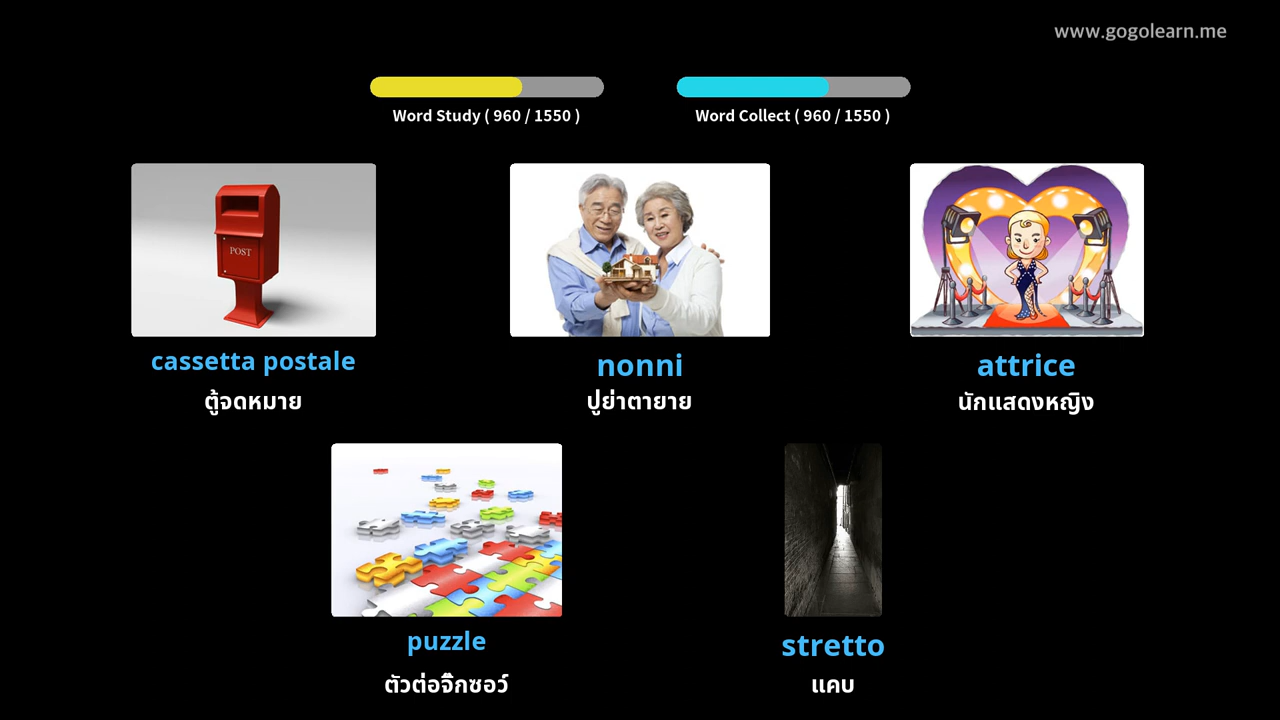 www.gogolearn.me
Word Study ( 960 / 1550 )
Word Collect ( 960 / 1550 )
POST
cassetta postale
ตู้จดหมาย
nonni
ปู่ย่าตายาย
attrice
นักแสดงหญิง
puzzle
ตัวต่อจิ๊กซอว์
stretto
แคบ